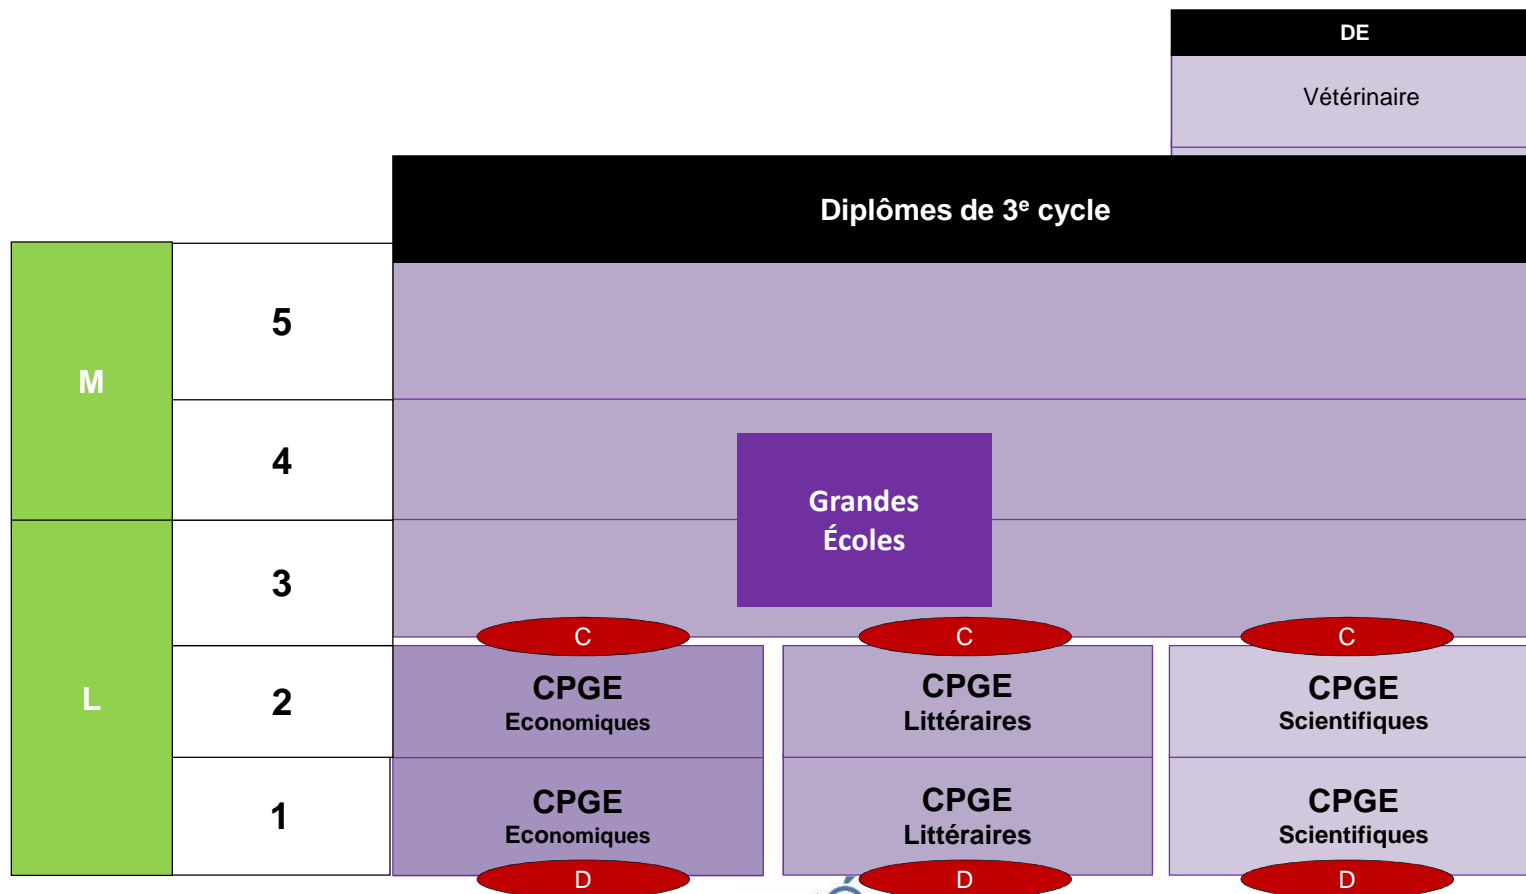 DE
Vétérinaire
Diplômes de 3e cycle
5
M
4
Grandes
Écoles
3
C C C
L
2
CPGE
Economiques
CPGE
Littéraires
CPGE
Scientifiques
1
CPGE
Economiques
CPGE
Littéraires
CPGE
Scientifiques
D D D